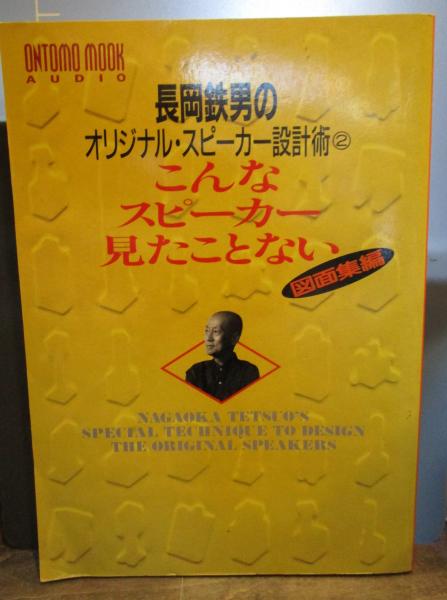 ONTOMO MOOK
AUDIO
長岡鉄男の
オリジナル・スピーカー設計術②
こんな
スピーカー
見たことない
図面集編
NAGAOKA TETSUO'S
SPECIAL TECHNIQUE TO DESIGN
THE ORIGINAL SPEAKERS